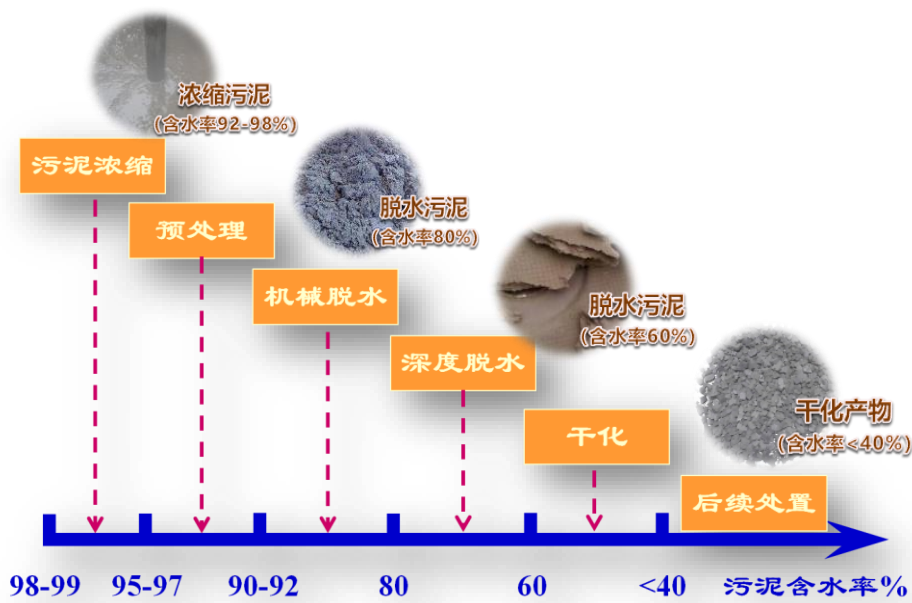 浓缩污泥
(含水率92-98%)
污泥浓缩
脱水污泥
(含水率80%)
预处理
机械脱水
脱水污泥
(含水率60%)
深度脱水
干化产物
(含水率<40%)
干化
后续处置
98-99
95-97
90-92
80
60
<40
污泥含水率%